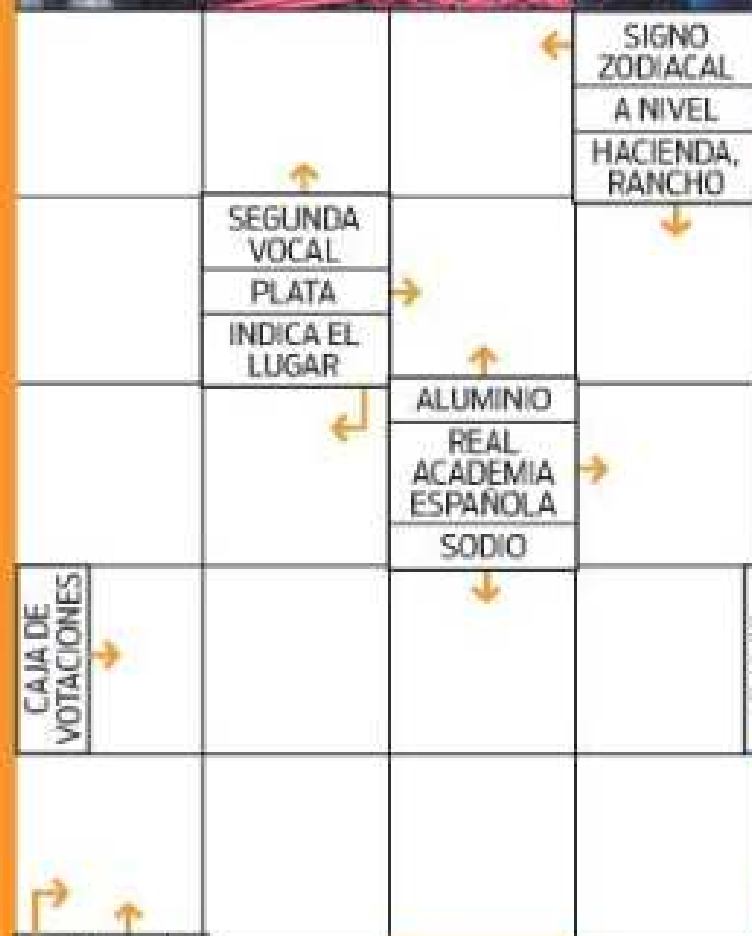 SIGNO
ZODIACAL
A NIVEL
HACIENDA,
RANCHO
SEGUNDA
VOCAL
PLATA
INDICA EL
LUGAR
ALUMINIO
REAL
ACADEMIA
ESPAÑOLA
SODIO
CAJA DE
VOTACIONES